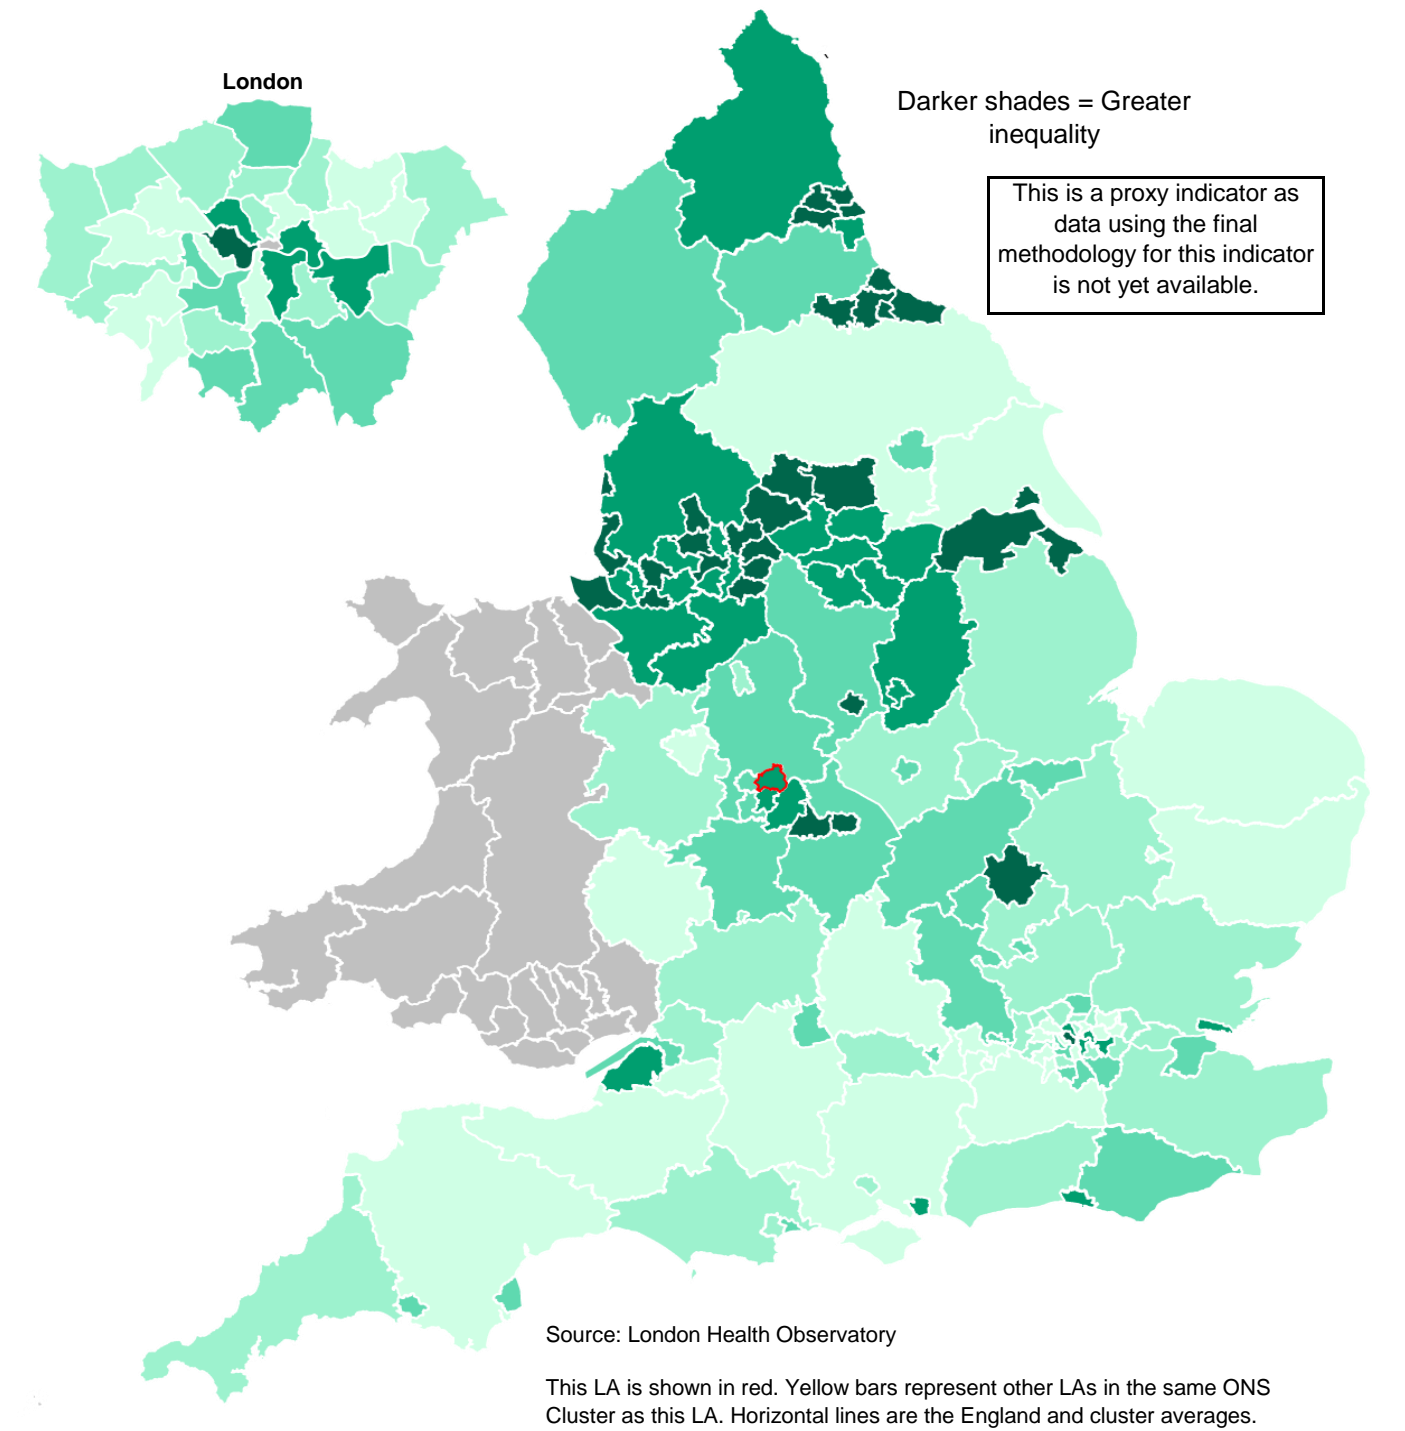 London
Darker shades = Greater
inequality
This is a proxy indicator as
data using the final
methodology for this indicator
is not yet available.
Source: London Health Observatory
This LA is shown in red. Yellow bars represent other LAs in the same ONS
Cluster as this LA. Horizontal lines are the England and cluster averages.